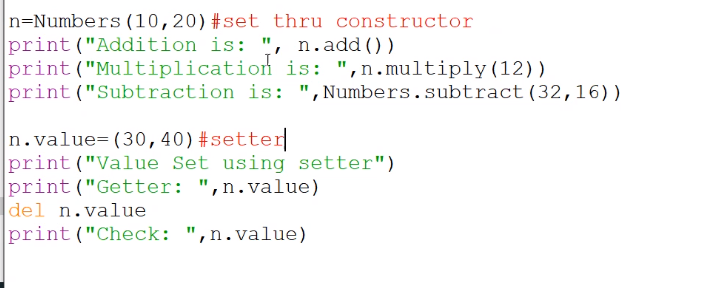 n=Numbers(10,20)#set thru constructor
print("Addition is: ", n.add())
print("Multiplication is: ",n.multiply(12))
print("Subtraction is: ",Numbers.subtract(32,16))
n.value=(30,40)#setter
print("Value Set using setter")
print("Getter: ",n.value)
del n.value
print("Check: ",n.value)